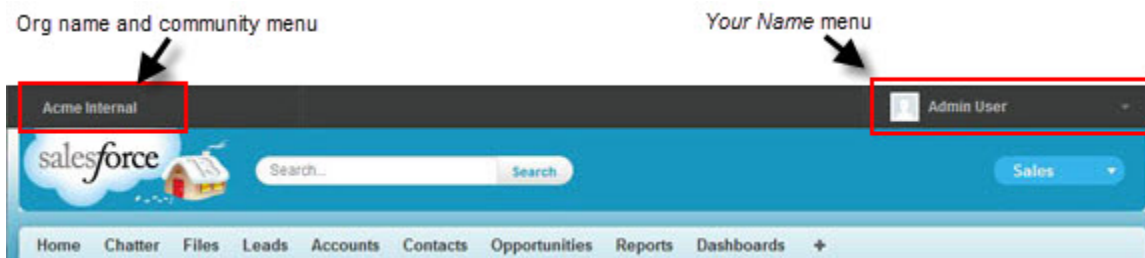 Org name and community menu
Your Name menu
Acme Internal
Admin User
salesforce
Search...
Search
Sales
Home Chatter Files Leads Accounts Contacts Opportunities Reports Dashboards +